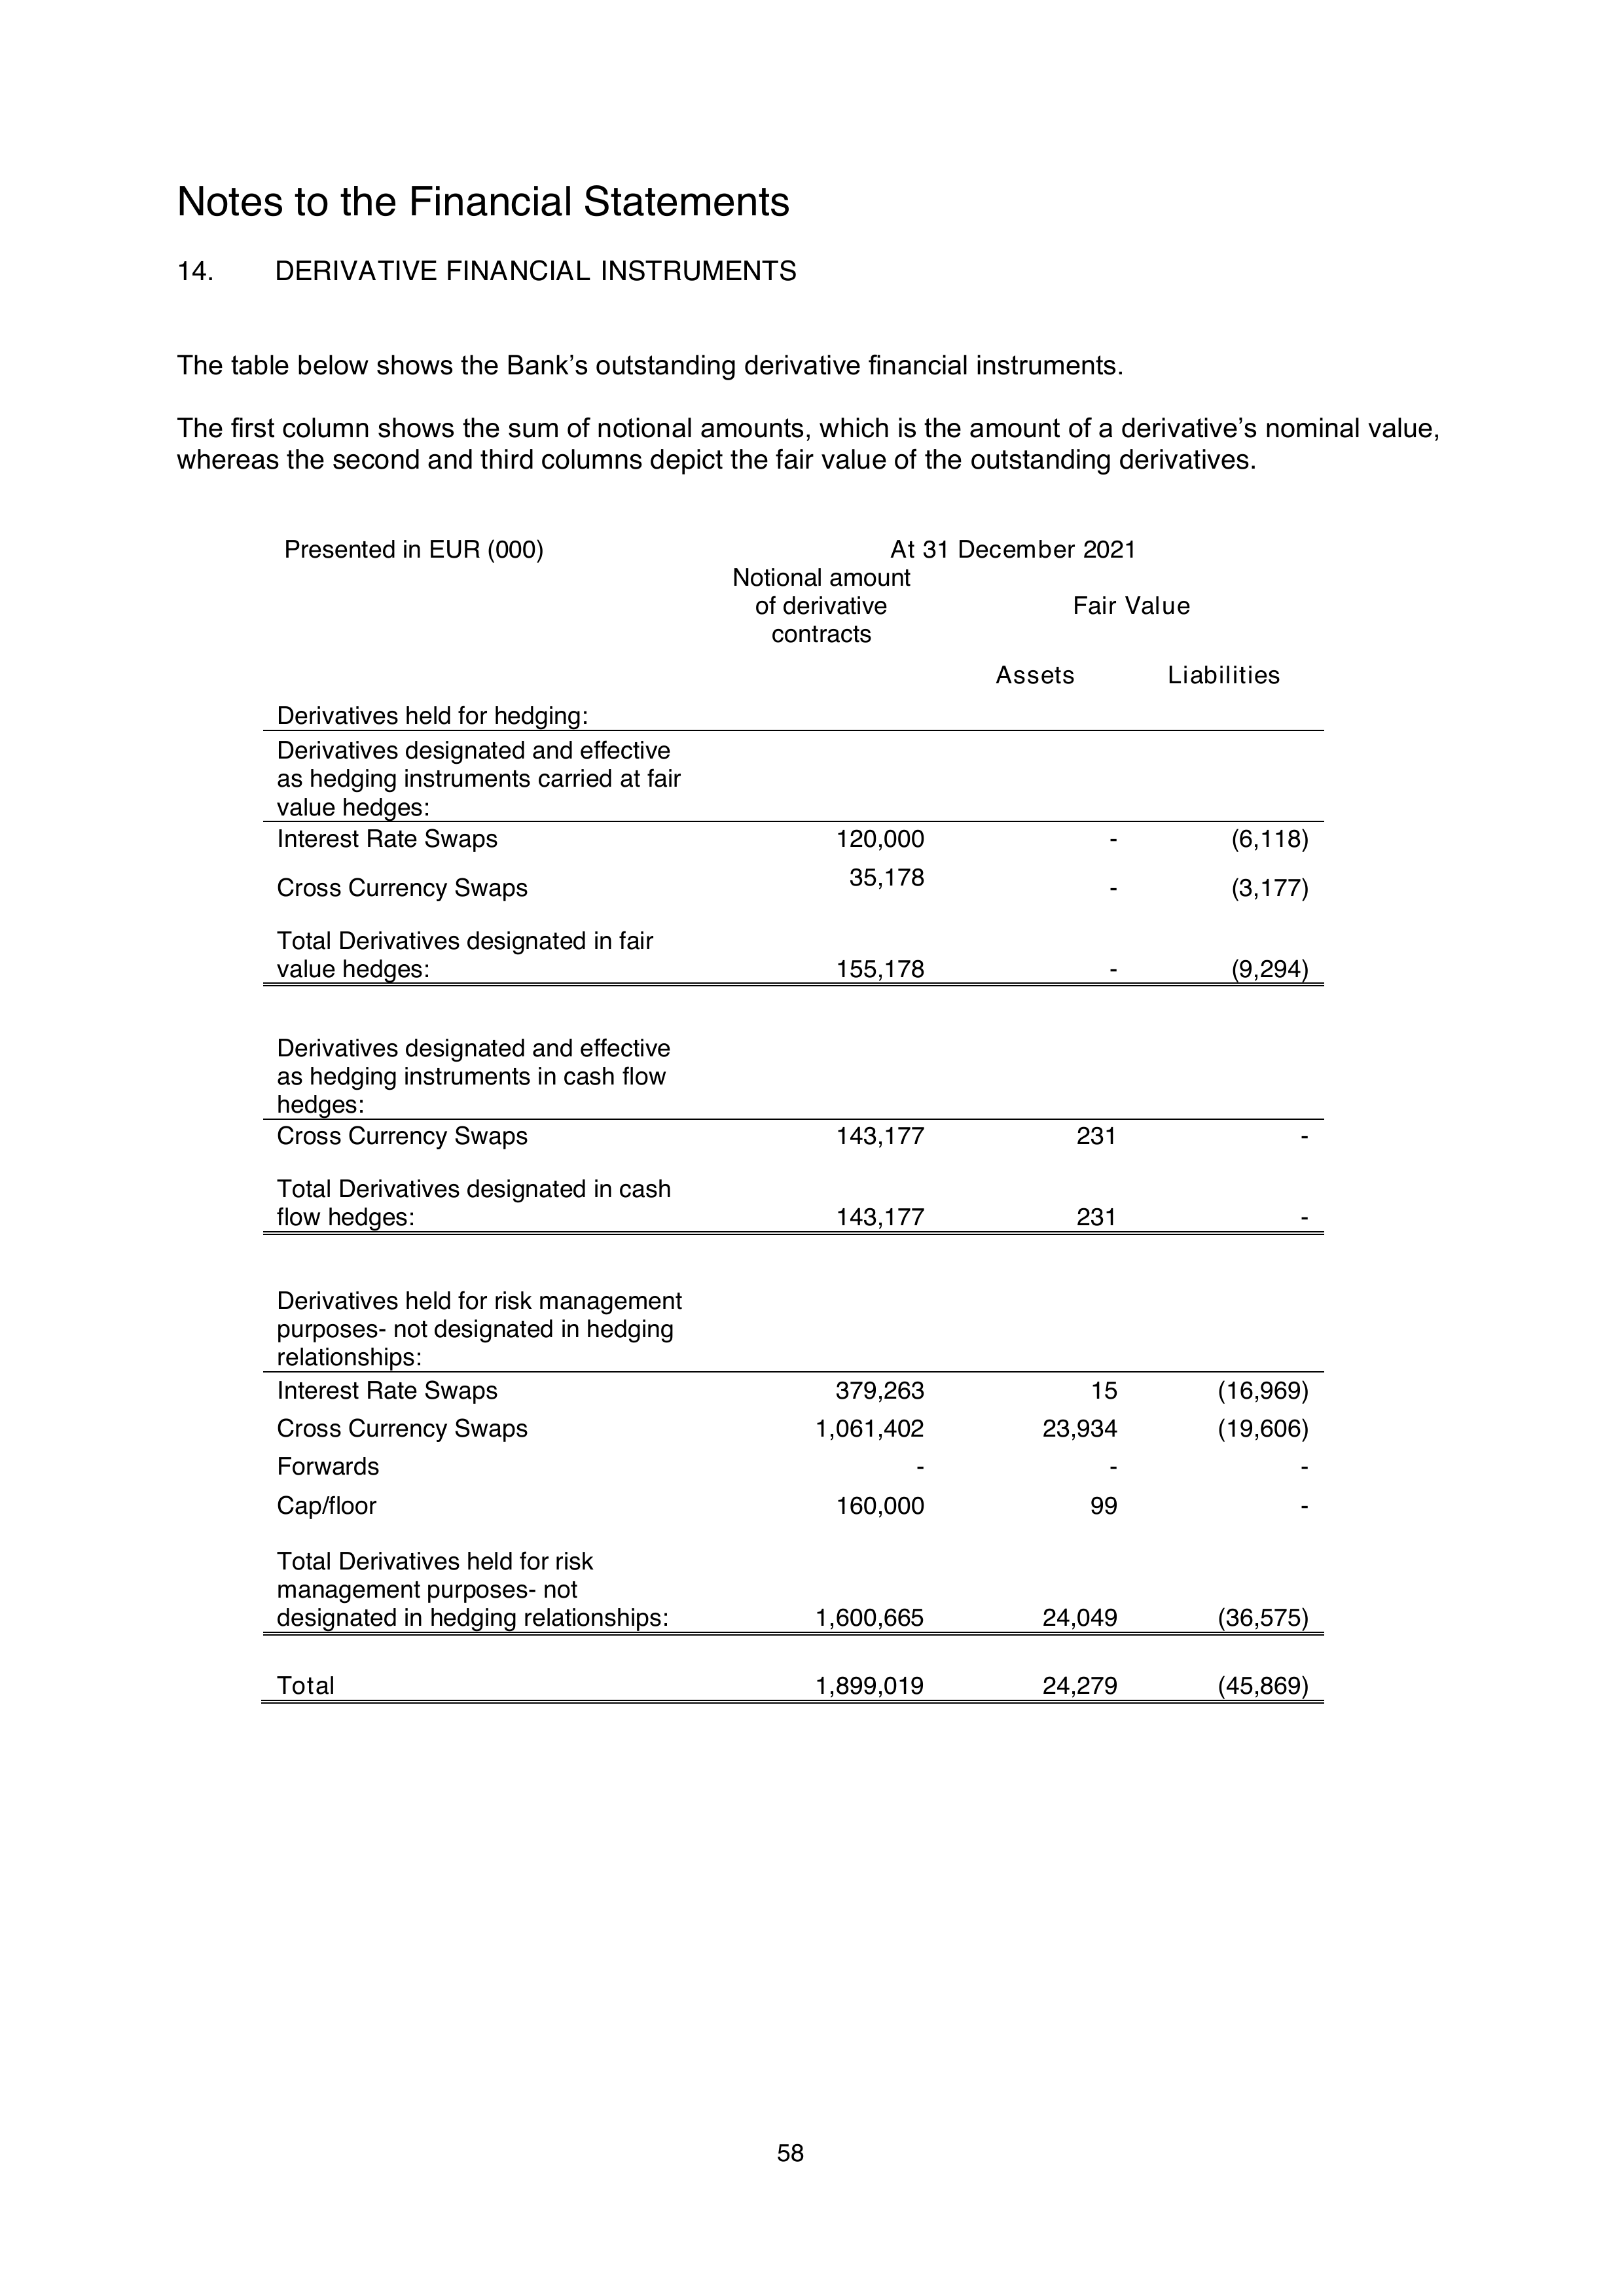 Notes to the Financial Statements
14. DERIVATIVE FINANCIAL INSTRUMENTS
The table below shows the Bank’s outstanding derivative financial instruments.
The first column shows the sum of notional amounts, which is the amount of a derivative’s nominal value,
whereas the second and third columns depict the fair value of the outstanding derivatives.
Presented in EUR (000) At 31 December 2021
Notional amount
of derivative Fair Value
contracts
Assets Liabilities
Derivatives held for hedging:
Derivatives designated and effective
as hedging instruments carried at fair
value hedges:
Interest Rate Swaps 120,000 - (6,118)
Cross Currency Swaps 35,178 - (3,177)
Total Derivatives designated in fair
value hedges: 155,178 - (9,294)
Derivatives designated and effective
as hedging instruments in cash flow
hedges:
Cross Currency Swaps 143,177 231 -
Total Derivatives designated in cash
flow hedges: 143,177 231 -
Derivatives held for risk management
purposes- not designated in hedging
relationships:
Interest Rate Swaps 379,263 15 (16,969)
Cross Currency Swaps 1,061,402 23,934 (19,606)
Forwards - - -
Cap/floor 160,000 99 -
Total Derivatives held for risk
management purposes- not
designated in hedging relationships: 1,600,665 24,049 (36,575)
Total 1,899,019 24,279 (45,869)
58